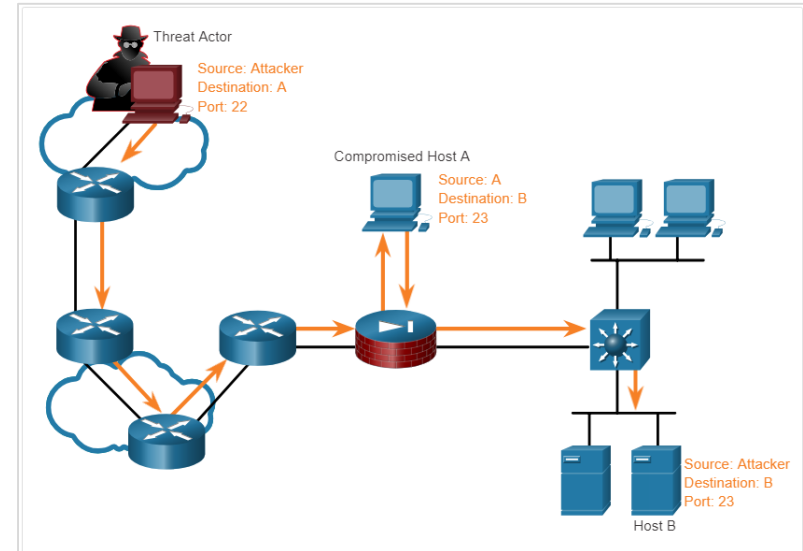 Threat Actor
Source: Attacker
Destination: A
Port: 22
Compromised Host A
Source: A
Destination: B
Port: 23
Source: Attacker
Destination: B
Port: 23
Host B